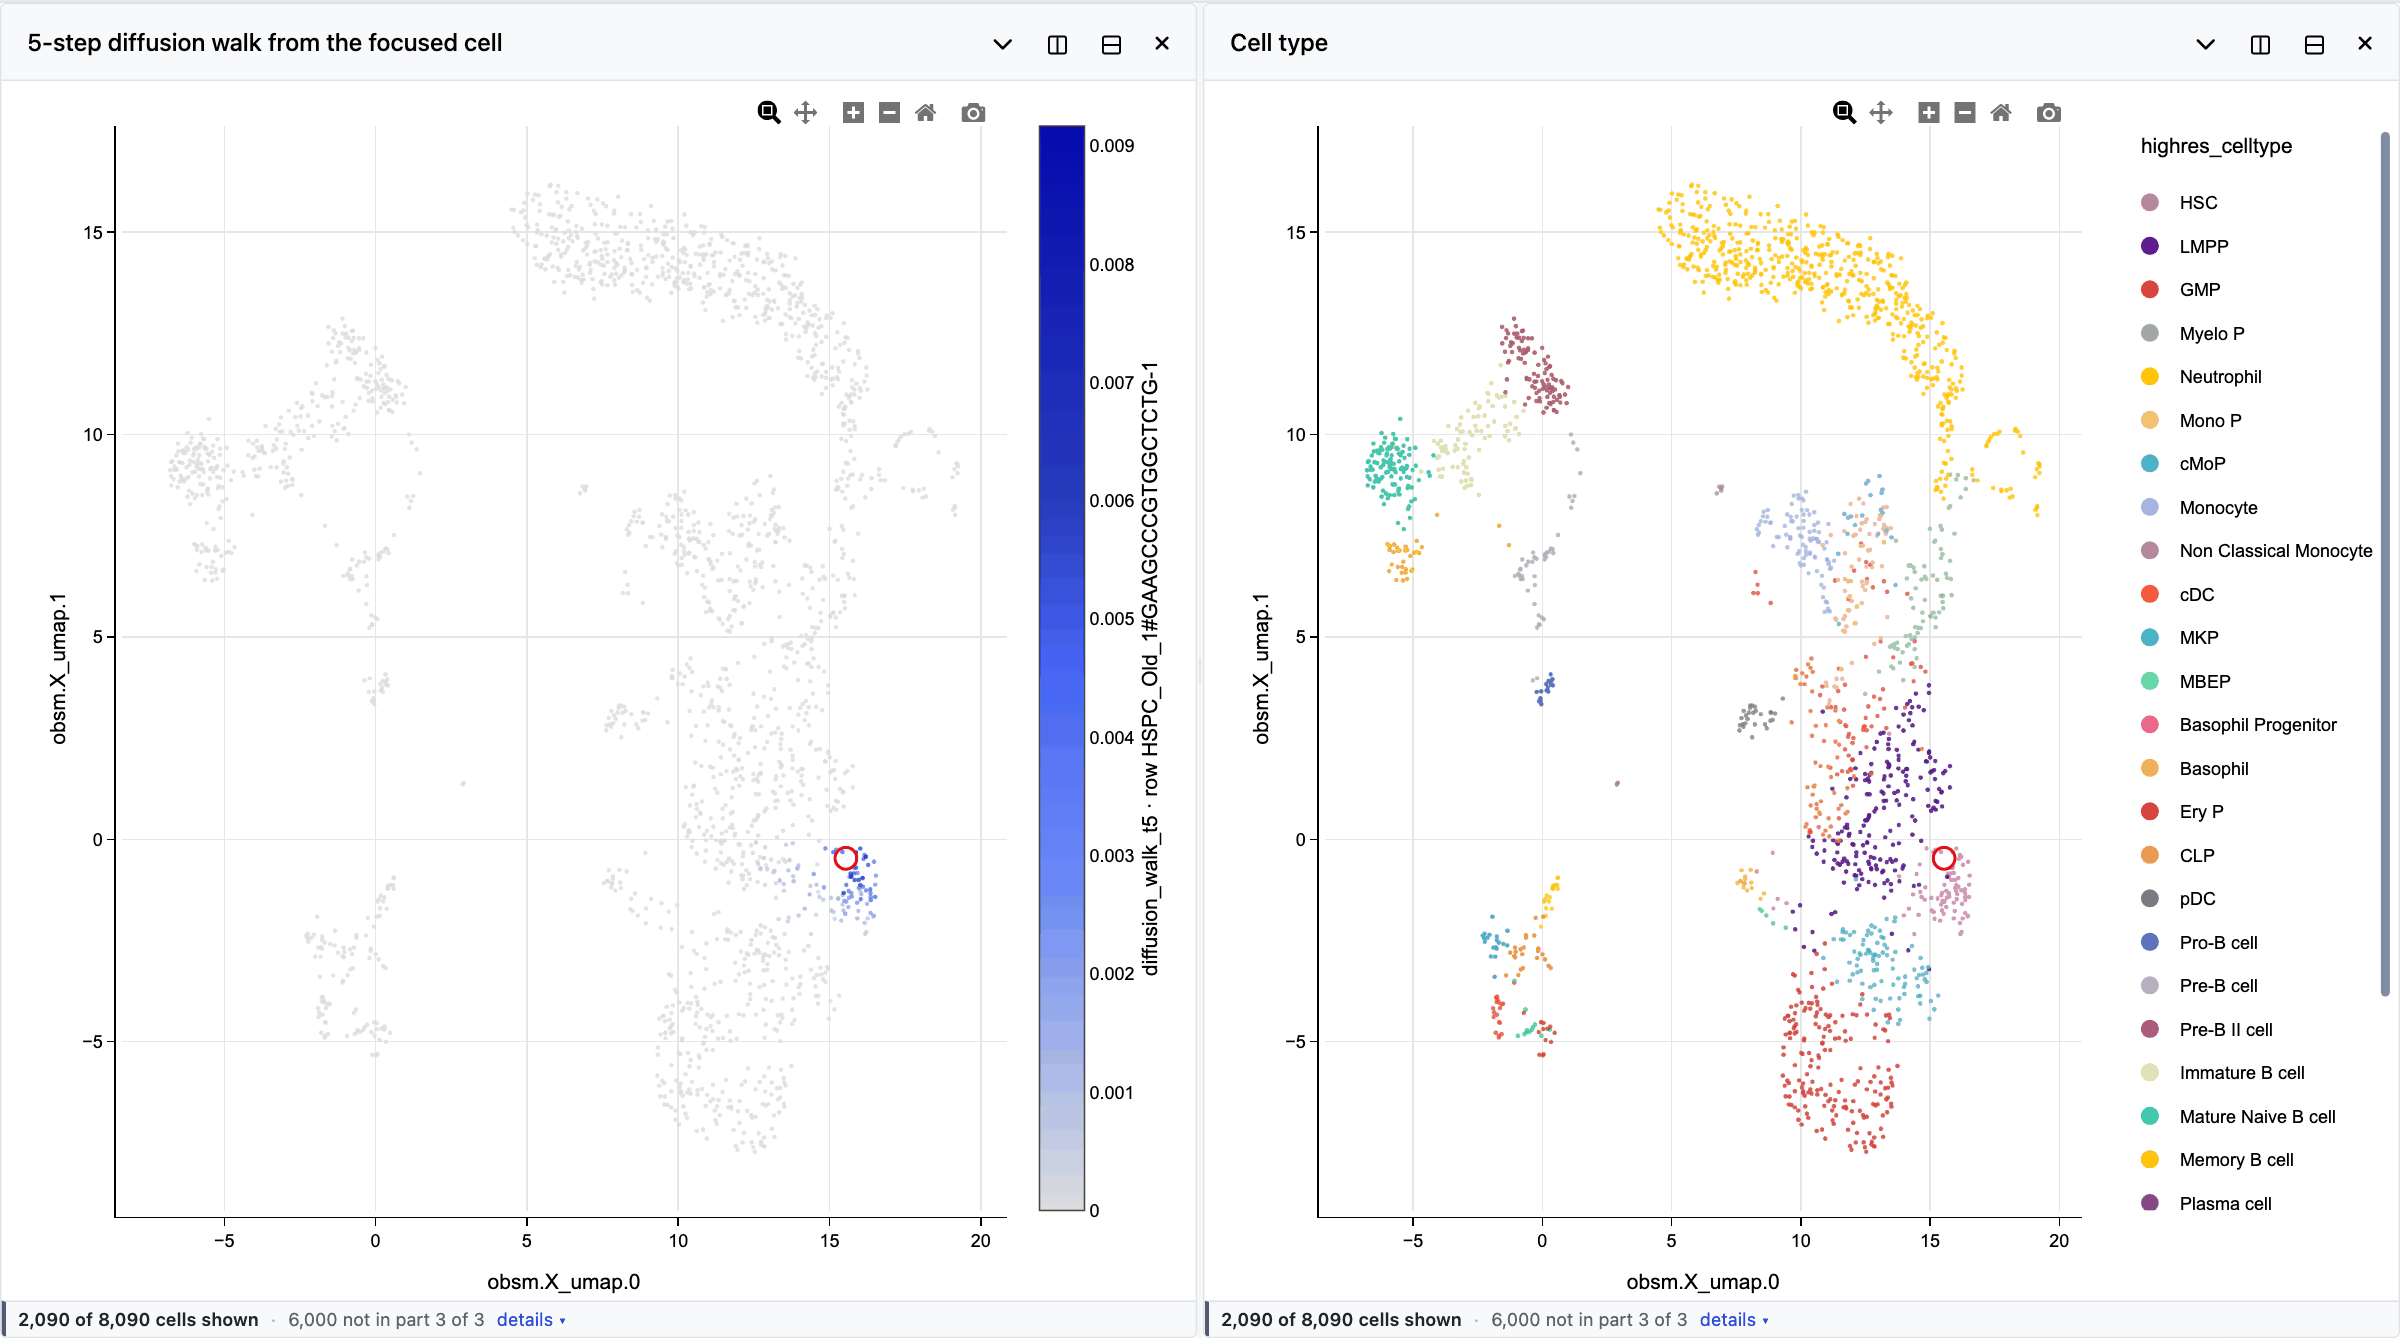 5-step diffusion walk from the focused cell
15
10
5
0
−5
obsm.X_umap.1
−5
0
5
10
15
20
obsm.X_umap.0
0.009
0.008
0.007
0.006
0.005
0.004
0.003
0.002
0.001
0
diffusion_walk_t5 · row HSPC_Old_1#GAAGCCCGTGGCTCTG-1
2,090 of 8,090 cells shown · 6,000 not in part 3 of 3 details ▾
Cell type
15
10
5
0
−5
obsm.X_umap.1
−5
0
5
10
15
20
obsm.X_umap.0
highres_celltype
HSC
LMPP
GMP
Myelo P
Neutrophil
Mono P
cMoP
Monocyte
Non Classical Monocyte
cDC
MKP
MBEP
Basophil Progenitor
Basophil
Ery P
CLP
pDC
Pro-B cell
Pre-B cell
Pre-B II cell
Immature B cell
Mature Naive B cell
Memory B cell
Plasma cell
2,090 of 8,090 cells shown · 6,000 not in part 3 of 3 details ▾